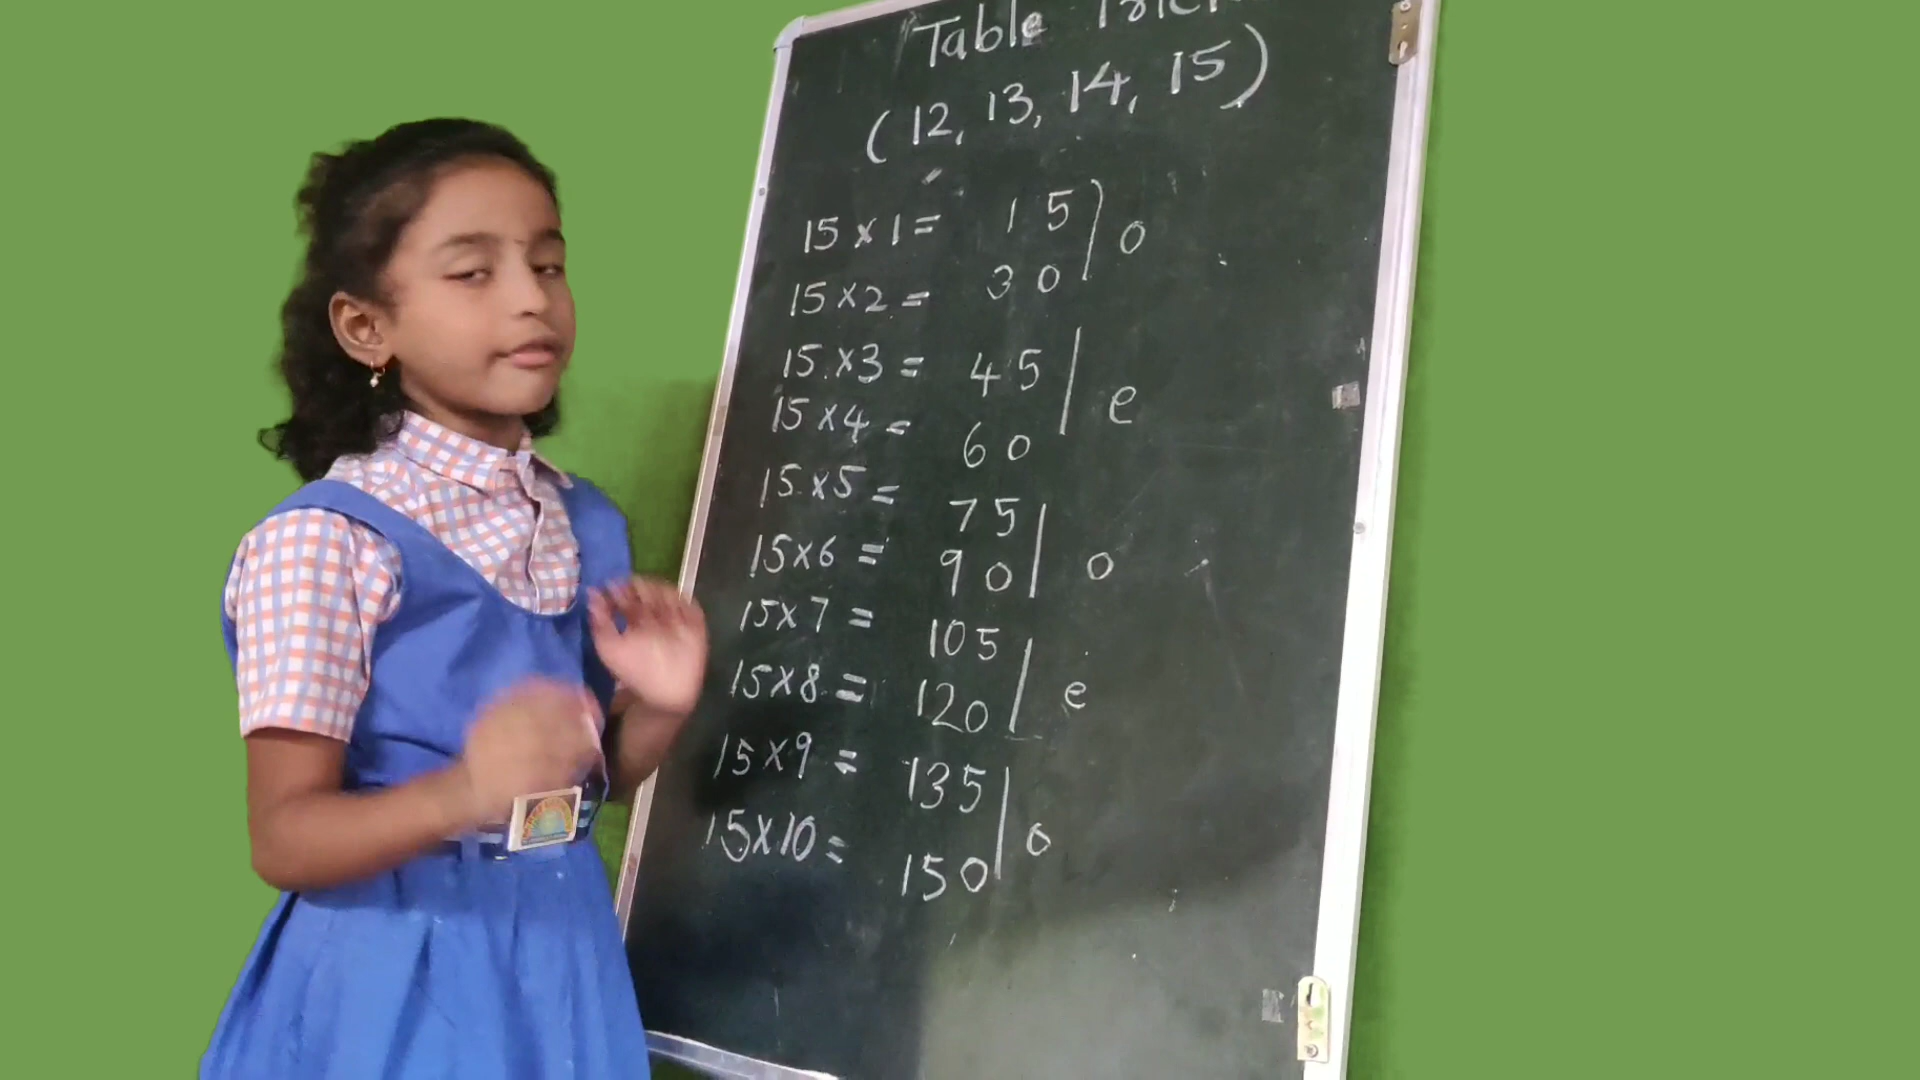 Table Trick
(12, 13, 14, 15)
15 x 1 = 15 o
15 x 2 = 30
15 x 3 = 45 e
15 x 4 = 60
15 x 5 = 75
15 x 6 = 90 o
15 x 7 = 105
15 x 8 = 120 e
15 x 9 = 135
15 x 10 = 150 o